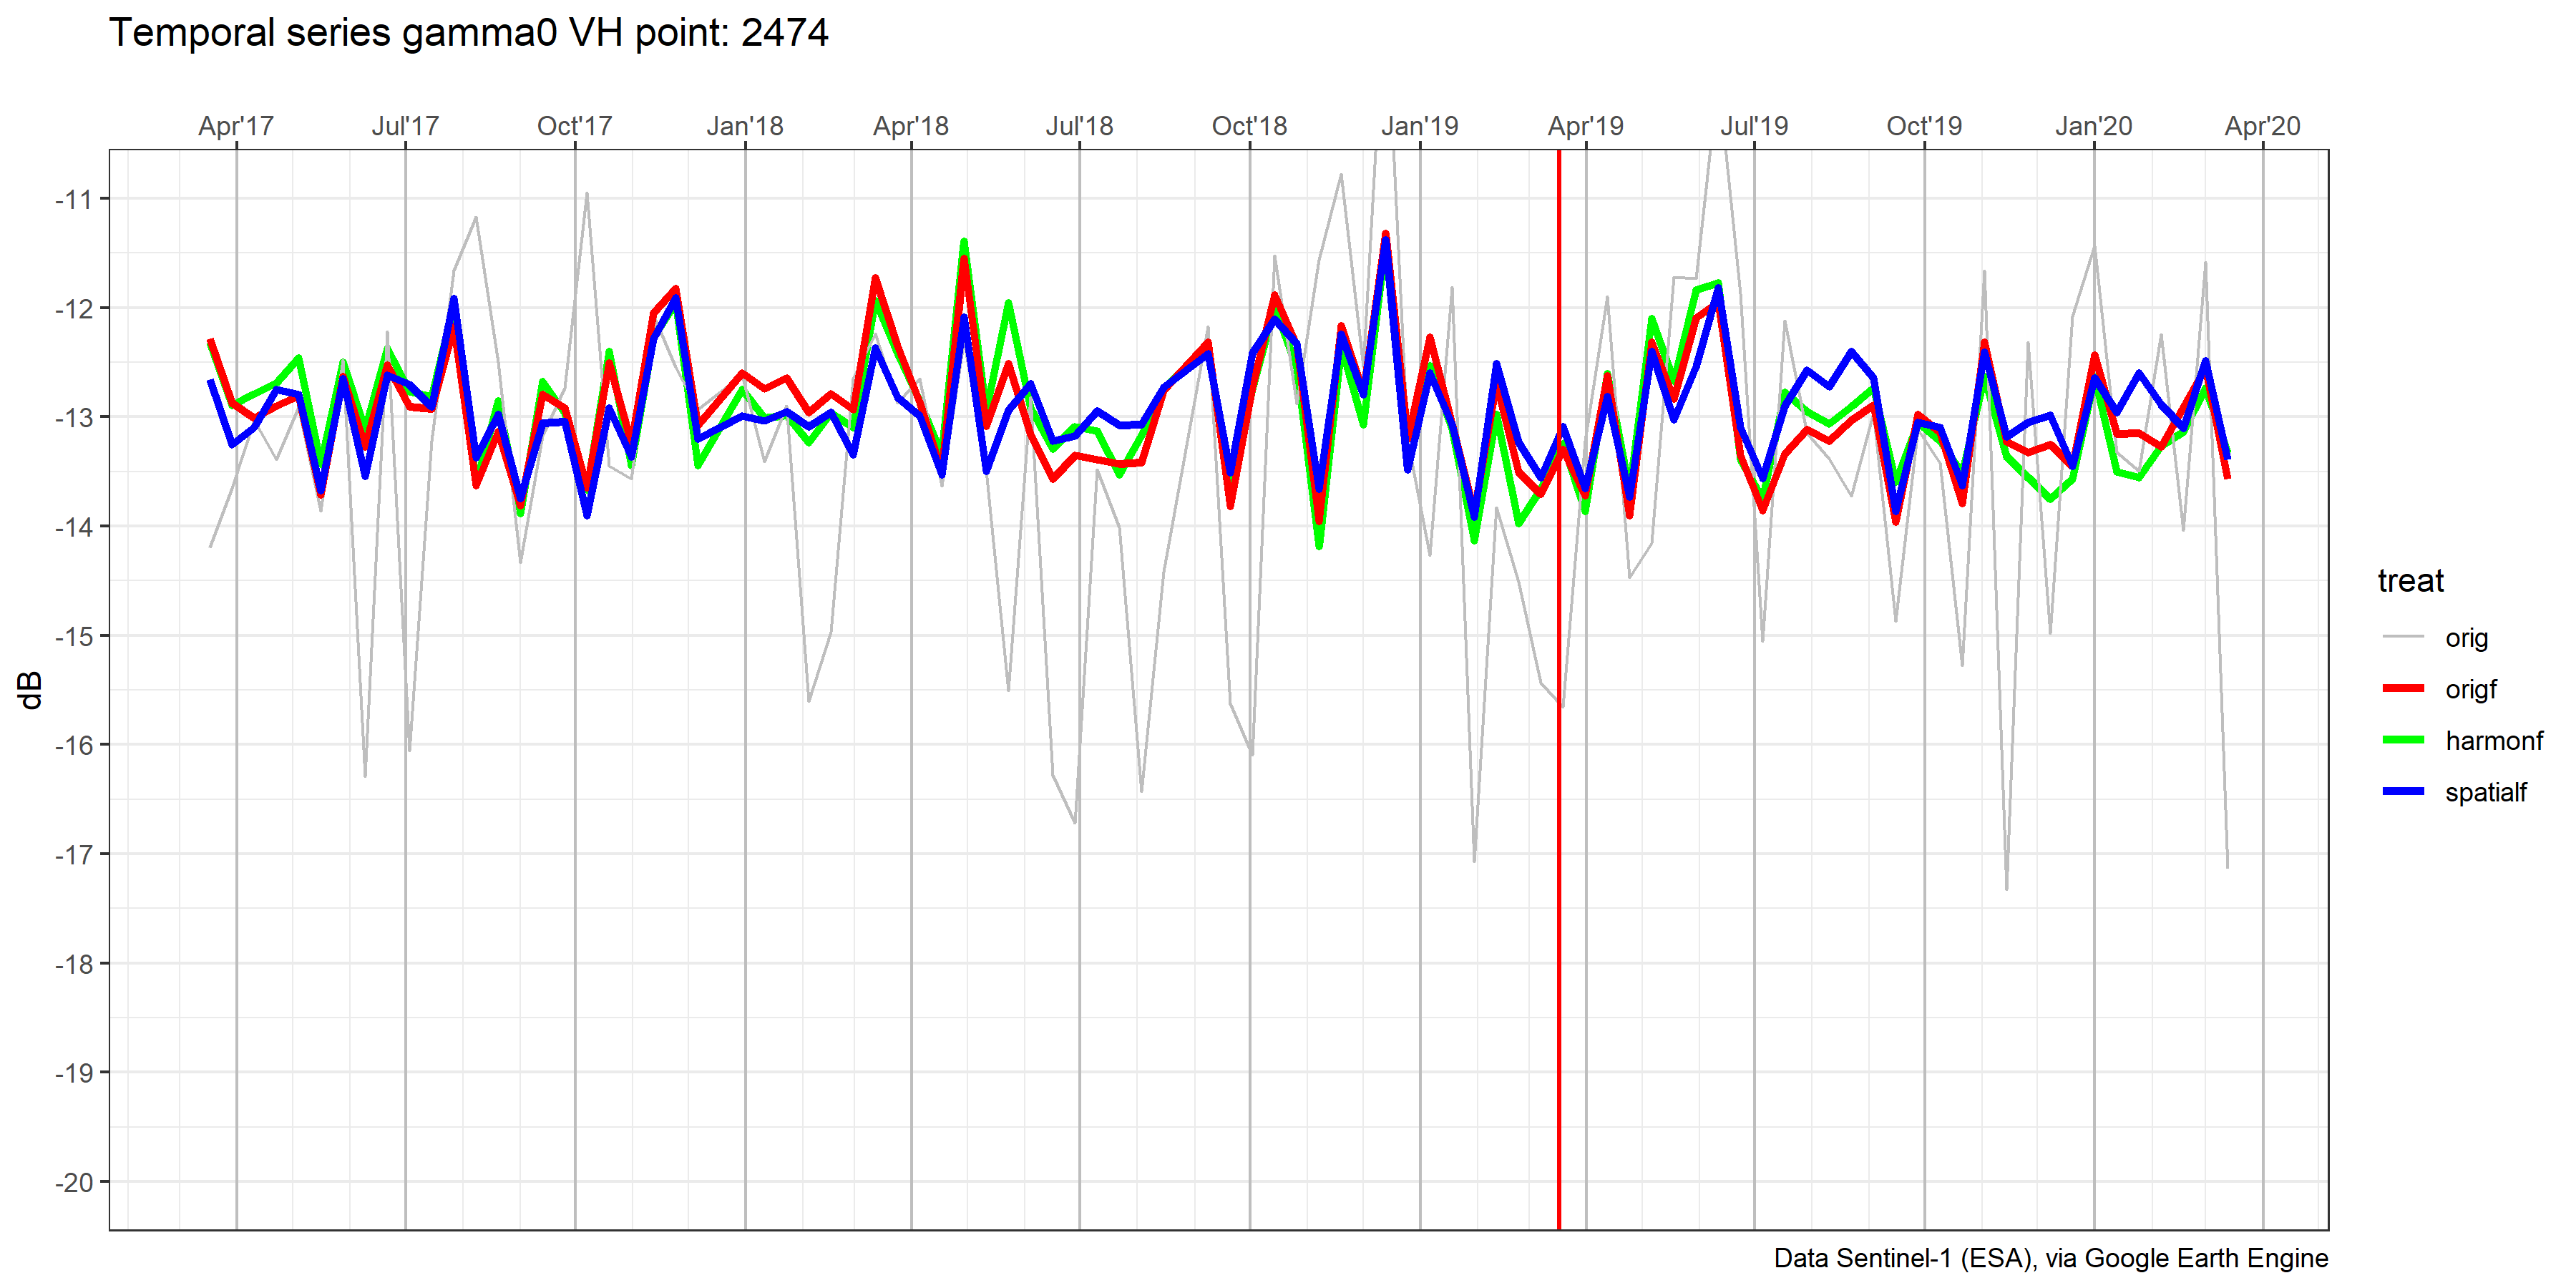 Temporal series gamma0 VH point: 2474
Apr'17 Jul'17 Oct'17 Jan'18 Apr'18 Jul'18 Oct'18 Jan'19 Apr'19 Jul'19 Oct'19 Jan'20 Apr'20
-11
-12
-13
-14
-15
-16
-17
-18
-19
-20
dB
treat
orig
origf
harmonf
spatialf
Data Sentinel-1 (ESA), via Google Earth Engine